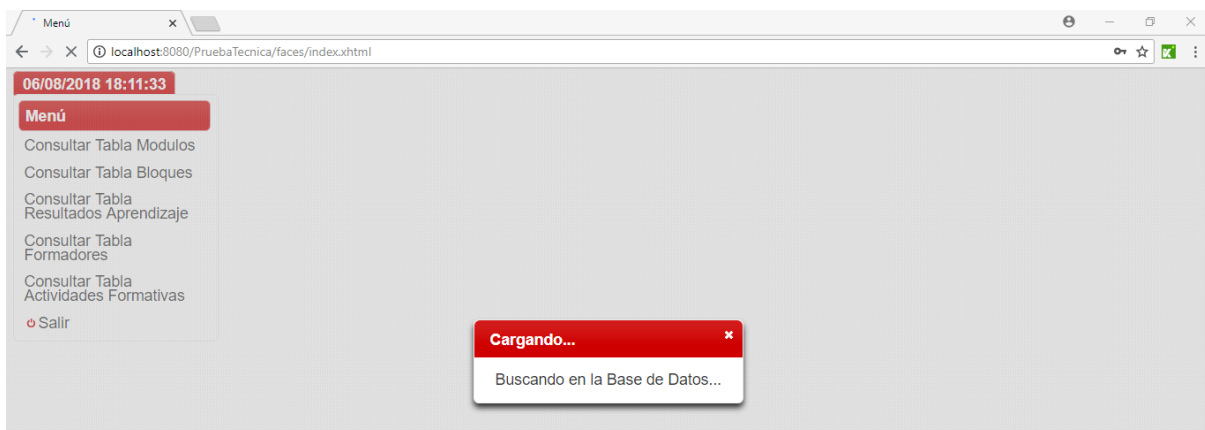 Menú
localhost:8080/PruebaTecnica/faces/index.xhtml
06/08/2018 18:11:33
Menú
Consultar Tabla Modulos
Consultar Tabla Bloques
Consultar Tabla
Resultados Aprendizaje
Consultar Tabla
Formadores
Consultar Tabla
Actividades Formativas
Salir
Cargando...
Buscando en la Base de Datos...